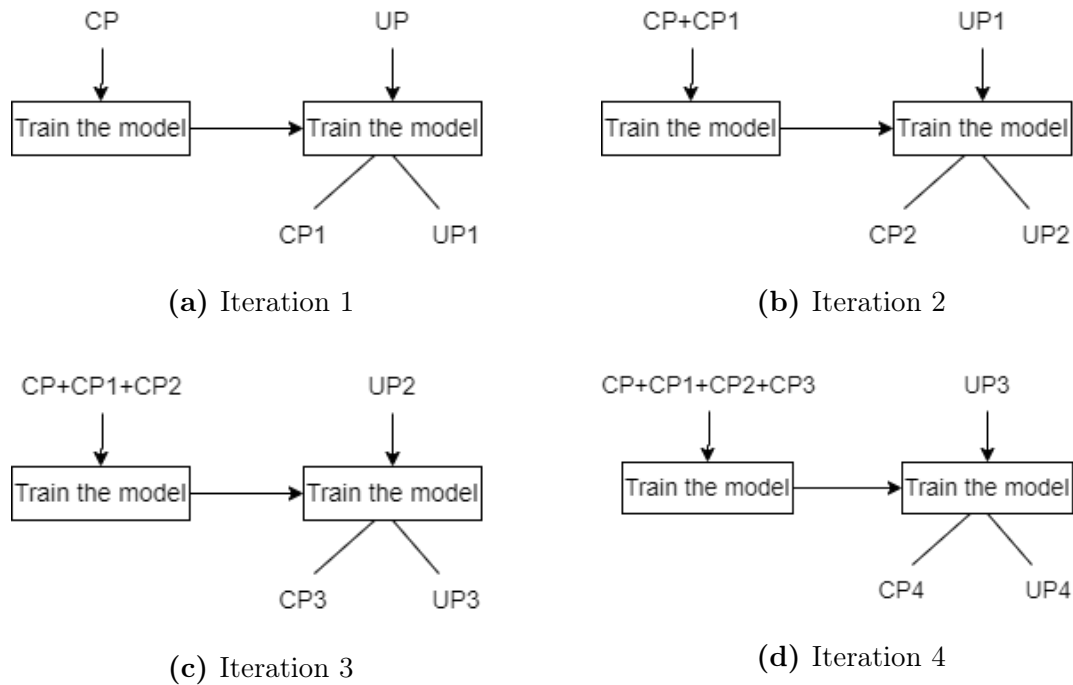 CP UP
Train the model Train the model
CP1 UP1
(a) Iteration 1
CP+CP1 UP1
Train the model Train the model
CP2 UP2
(b) Iteration 2
CP+CP1+CP2 UP2
Train the model Train the model
CP3 UP3
(c) Iteration 3
CP+CP1+CP2+CP3 UP3
Train the model Train the model
CP4 UP4
(d) Iteration 4